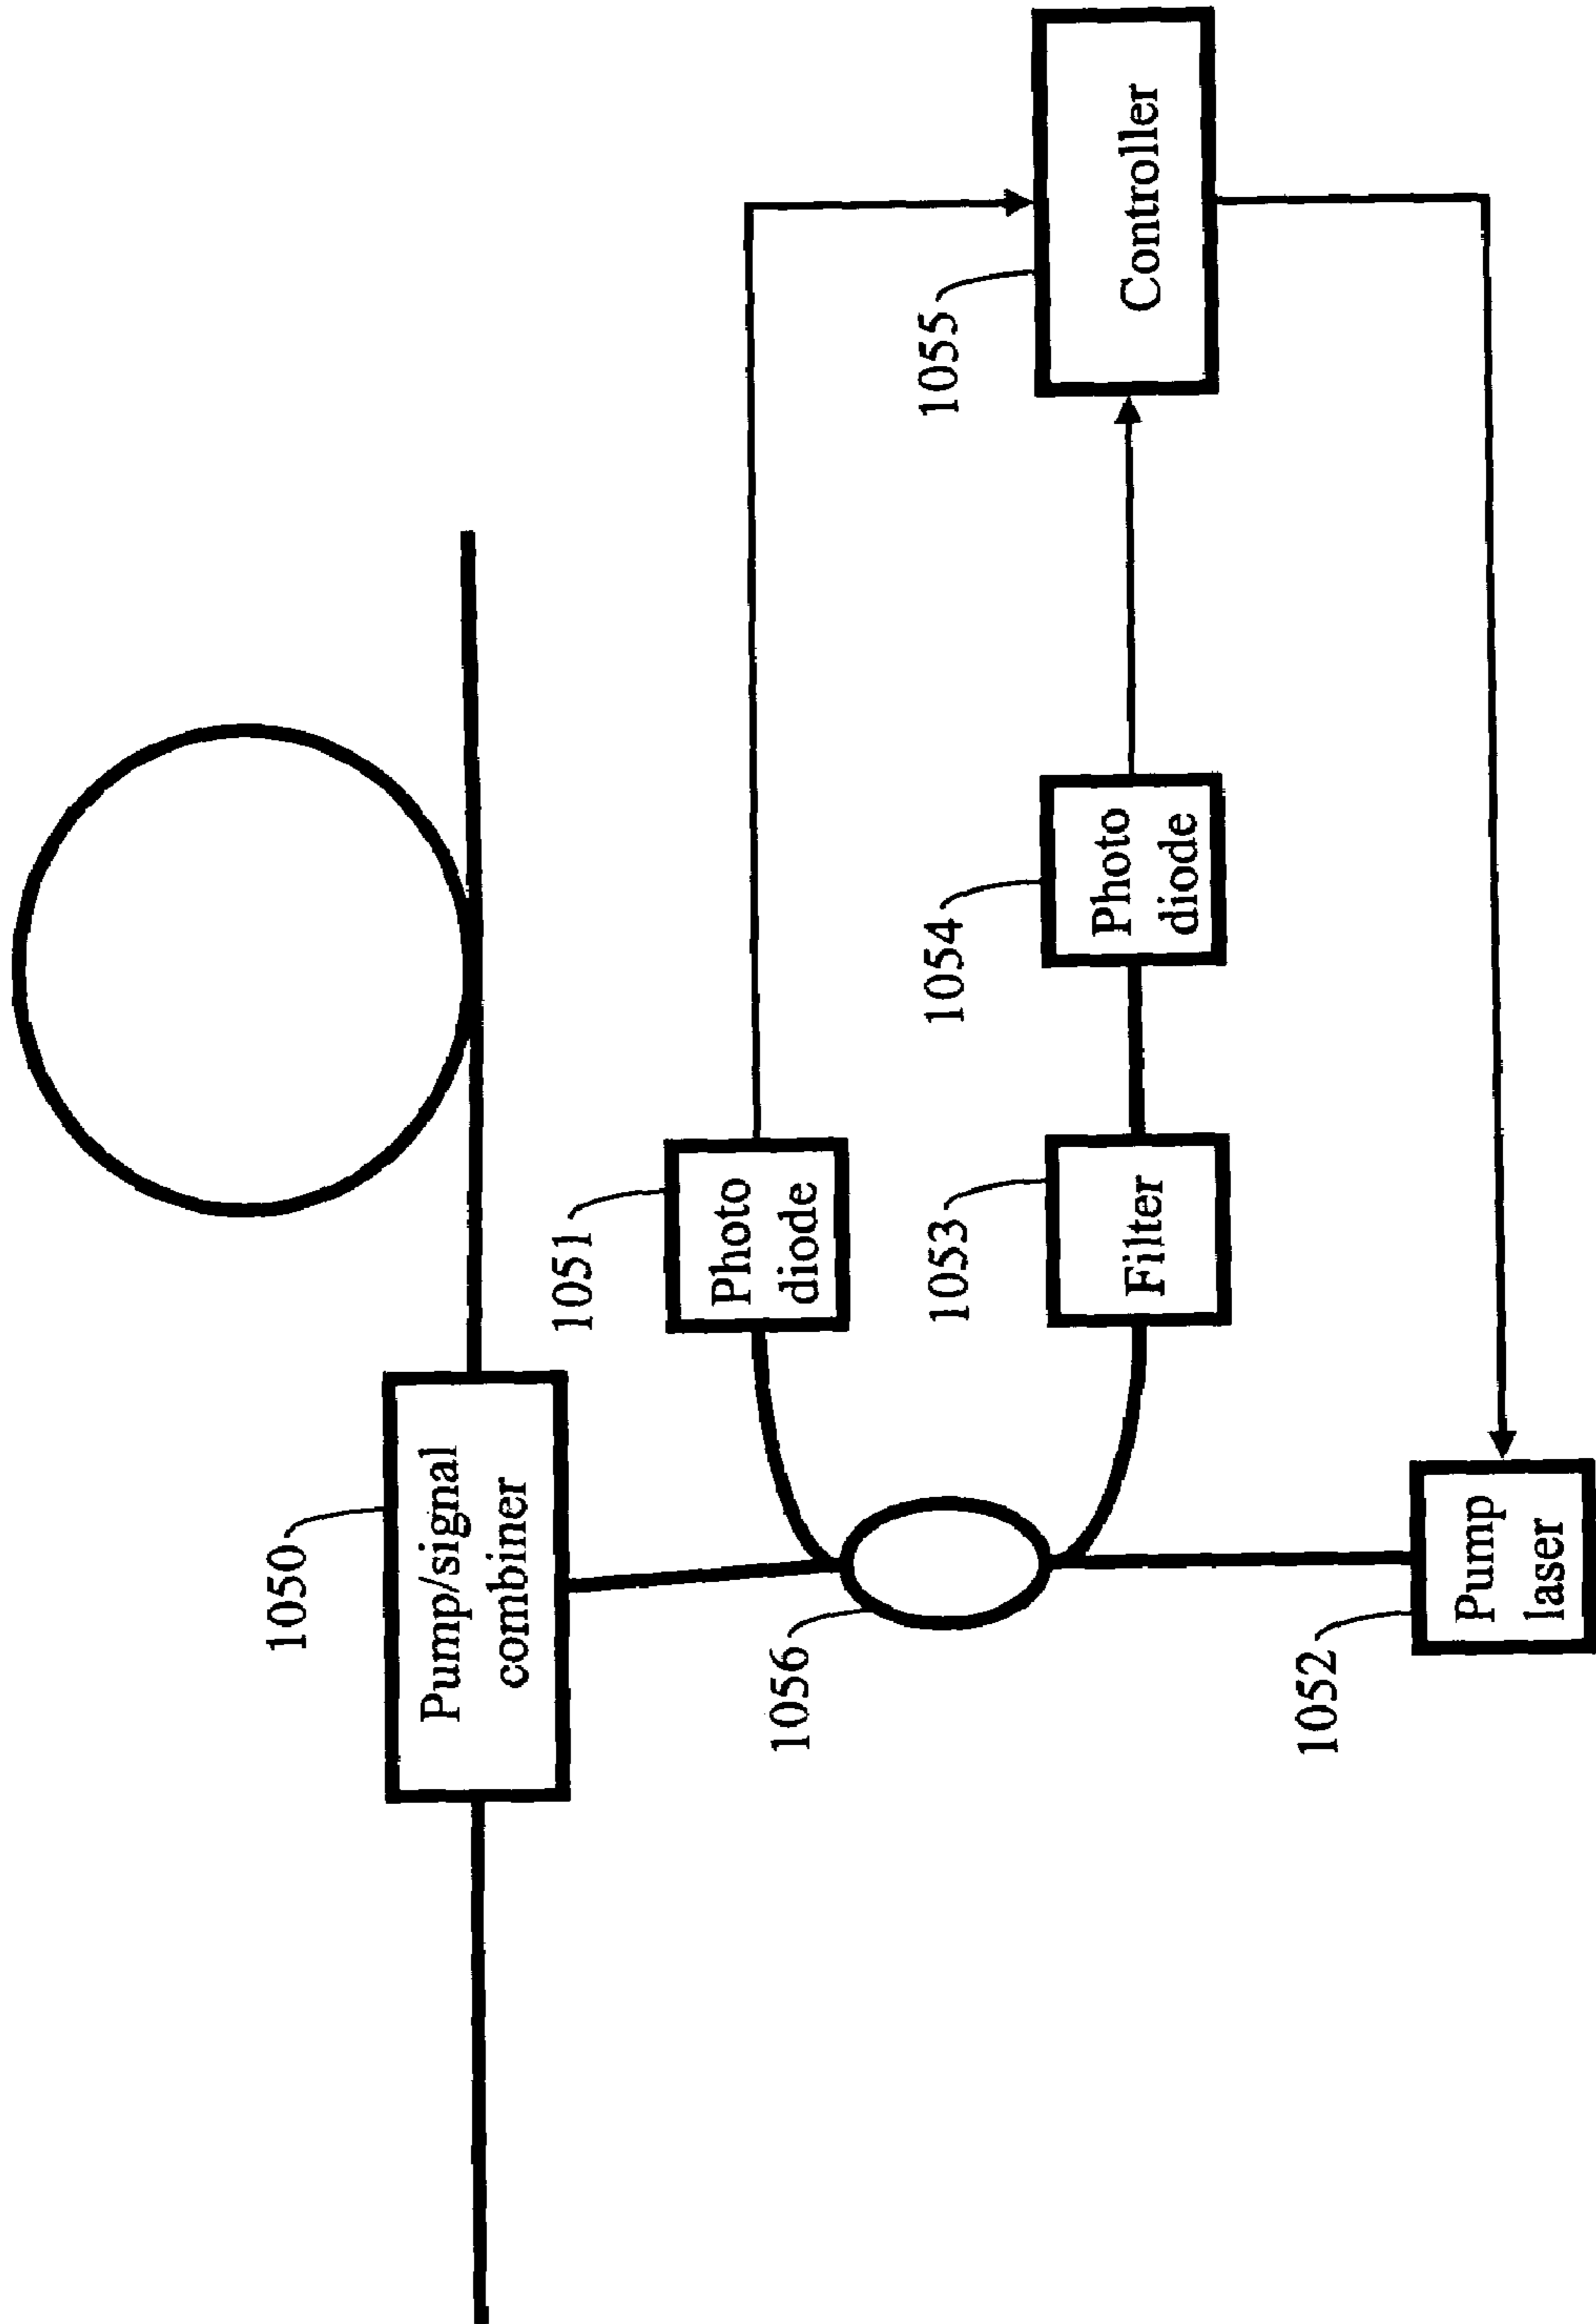 1050
Pump/signal
combiner
1051
Photo
diode
1056
1053
Filter
1054
Photo
diode
1055
Controller
1052
Pump
laser